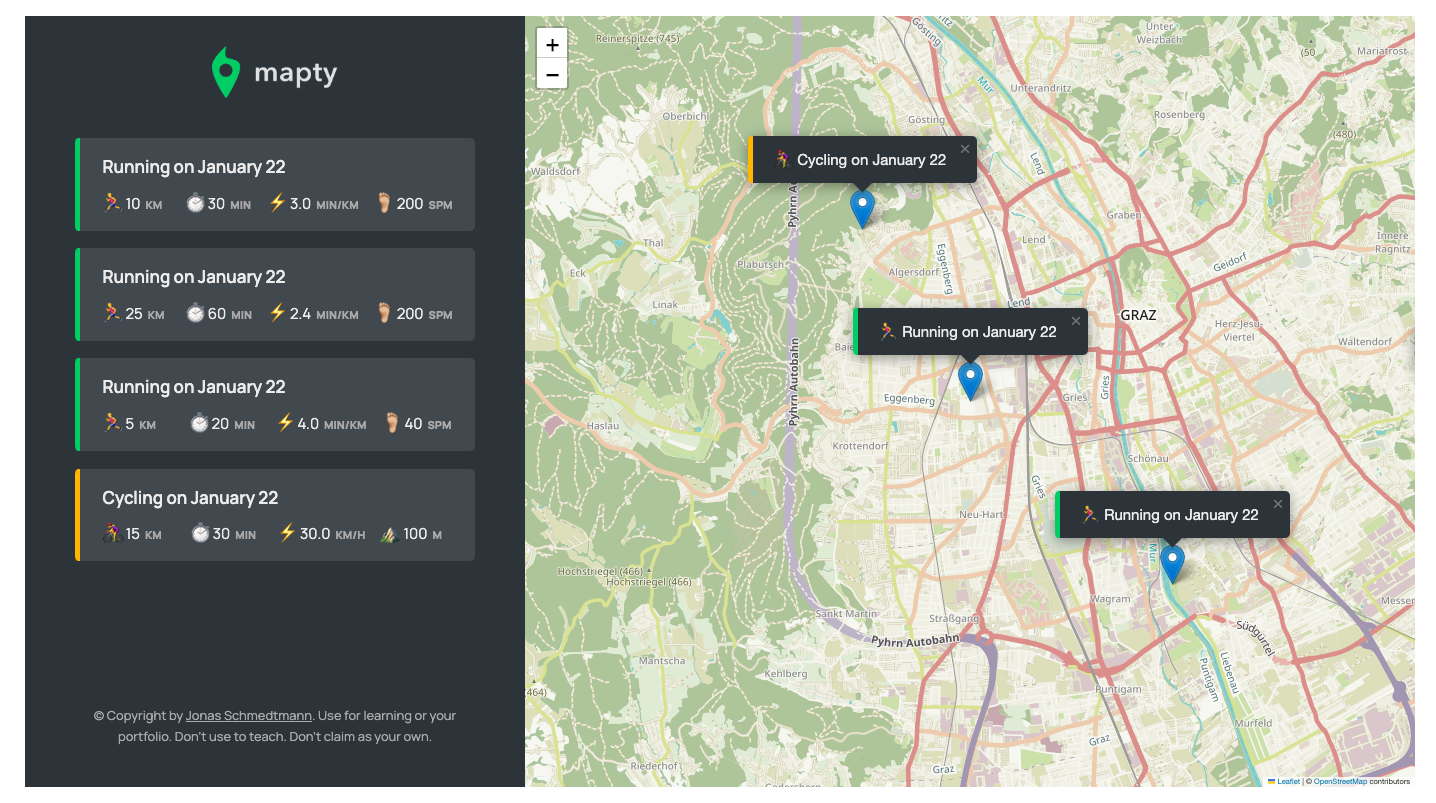 mapty
Running on January 22
10 KM 30 MIN 3.0 MIN/KM 200 SPM
Running on January 22
25 KM 60 MIN 2.4 MIN/KM 200 SPM
Running on January 22
5 KM 20 MIN 4.0 MIN/KM 40 SPM
Cycling on January 22
15 KM 30 MIN 30.0 KM/H 100 M
© Copyright by Jonas Schmedtmann. Use for learning or your
portfolio. Don't use to teach. Don't claim as your own.
+
−
Reinerspitze (745)
Gösting
Unter-
Weizbach
(50
Mariatrost
Mur
Unterandritz
Oberbichl
Gösting
Rosenberg
(480)
Lend
Cycling on January 22
×
Waldsdorf
Pyhrn Au
Graben
Thal
Lend
Innere
Ragnitz
Plabutsch
Algersdorf
Eggenberg
Geidorf
Eck
Linak
Lend
GRAZ
Running on January 22
×
Herz-Jesu-
Viertel
Waltendorf
Baie
Pyhrn Autobahn
Eggenberg
Gries
Gries
Haslau
Krottendorf
Schönau
Gries
Neu-Hart
Running on January 22
×
Mur
Höchstriegel (466)
Höchstriegel (466)
Wagram
Messen
Sankt Martin
Straßgang
Pyhrn Autobahn
Südgürtel
Mantscha
Kehlberg
Liebenau
Puntigam
Puntigam
464)
Murfeld
Graz
Riederhof
Graz
Leaflet | © OpenStreetMap contributors